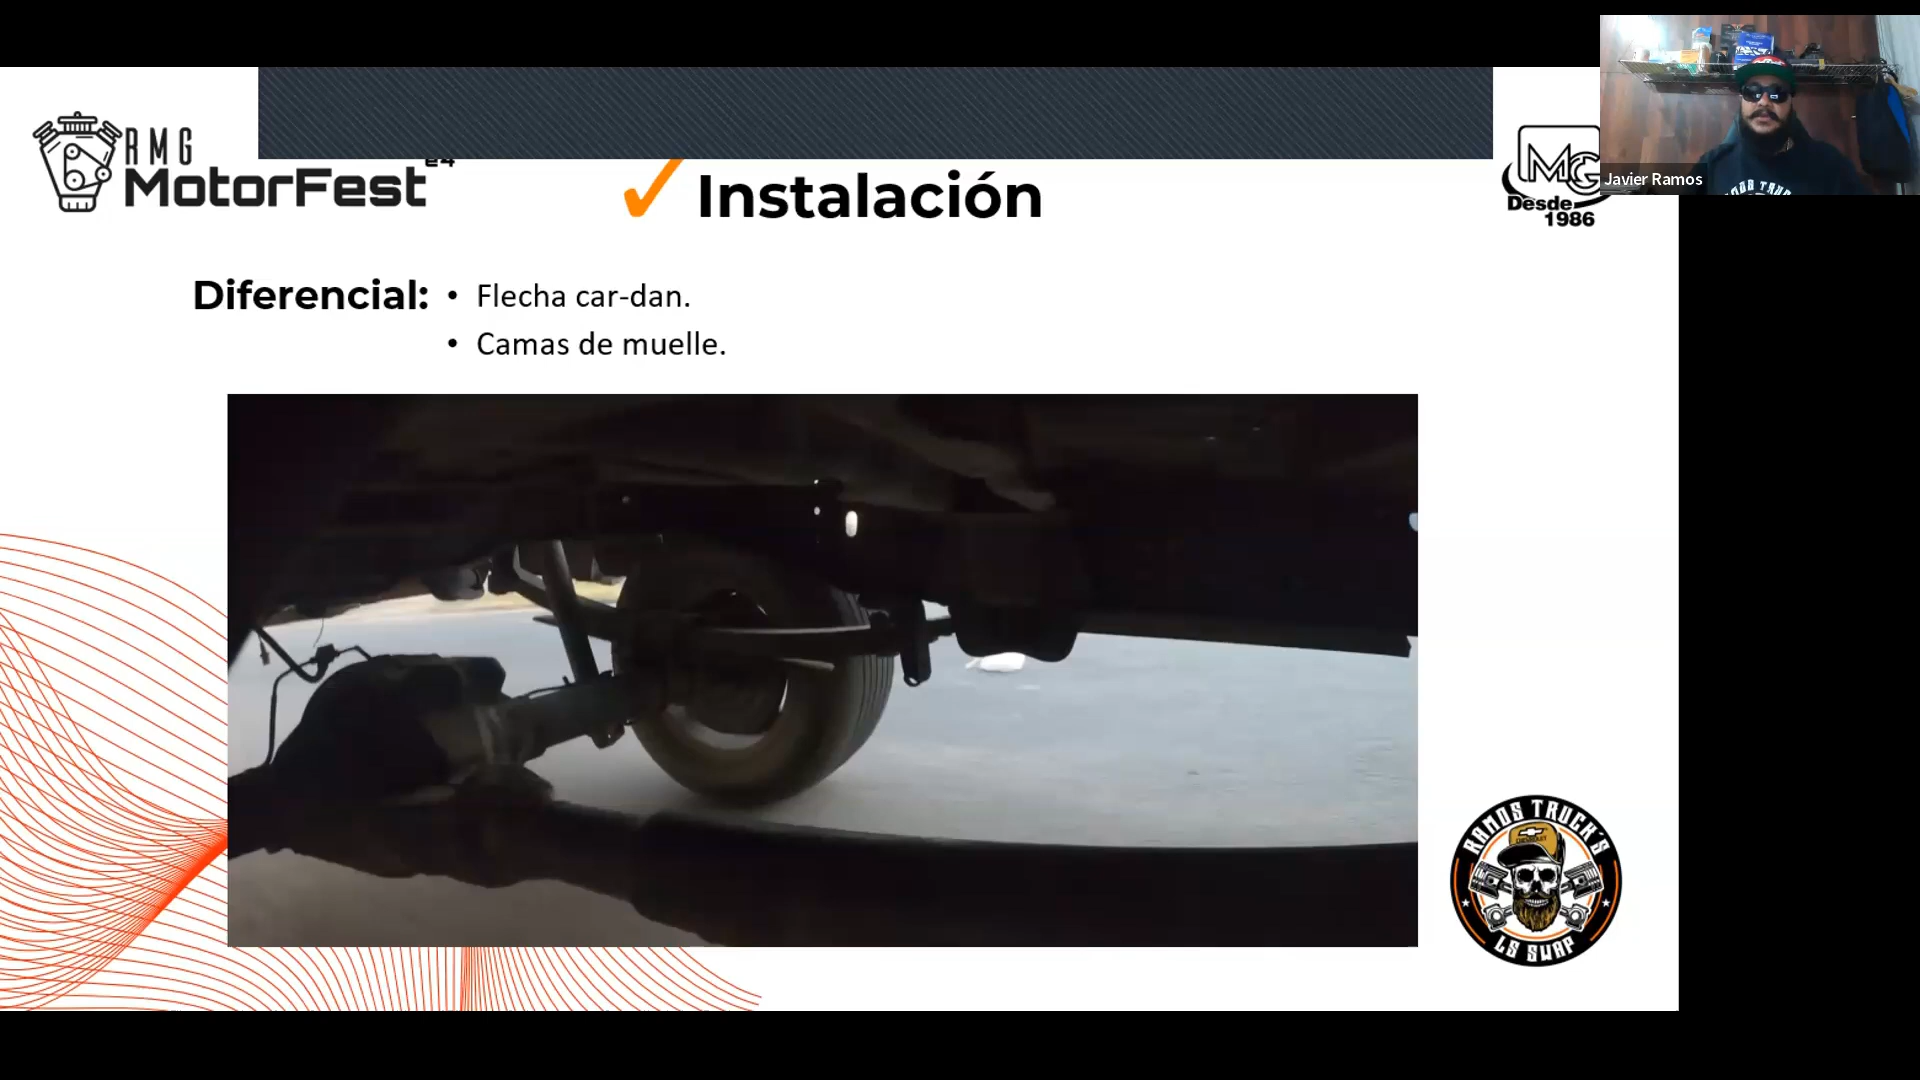 RMG
MotorFest
✓ Instalación
MG
Desde
1986
Javier Ramos
Diferencial:
• Flecha car-dan.
• Camas de muelle.
RAMOS TRUCK'S
CHEVROLET
LS SWAP